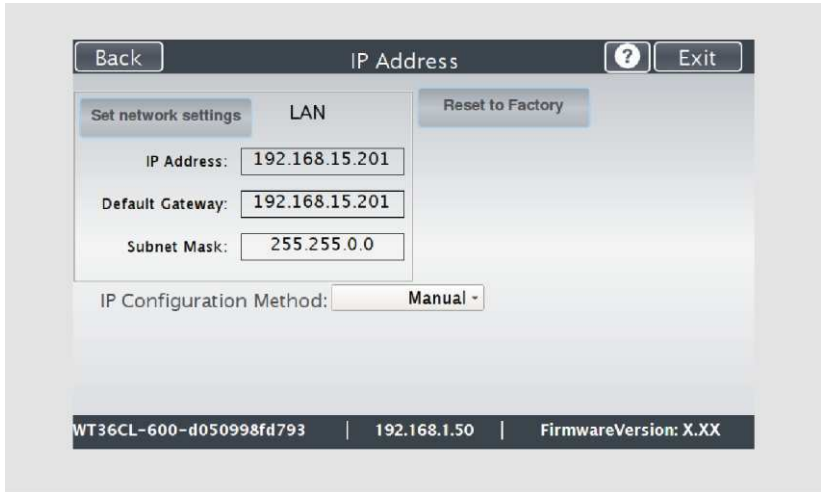 Back IP Address ? Exit
Set network settings LAN Reset to Factory
IP Address: 192.168.15.201
Default Gateway: 192.168.15.201
Subnet Mask: 255.255.0.0
IP Configuration Method: Manual
WT36CL-600-d050998fd793 | 192.168.1.50 | FirmwareVersion: X.XX